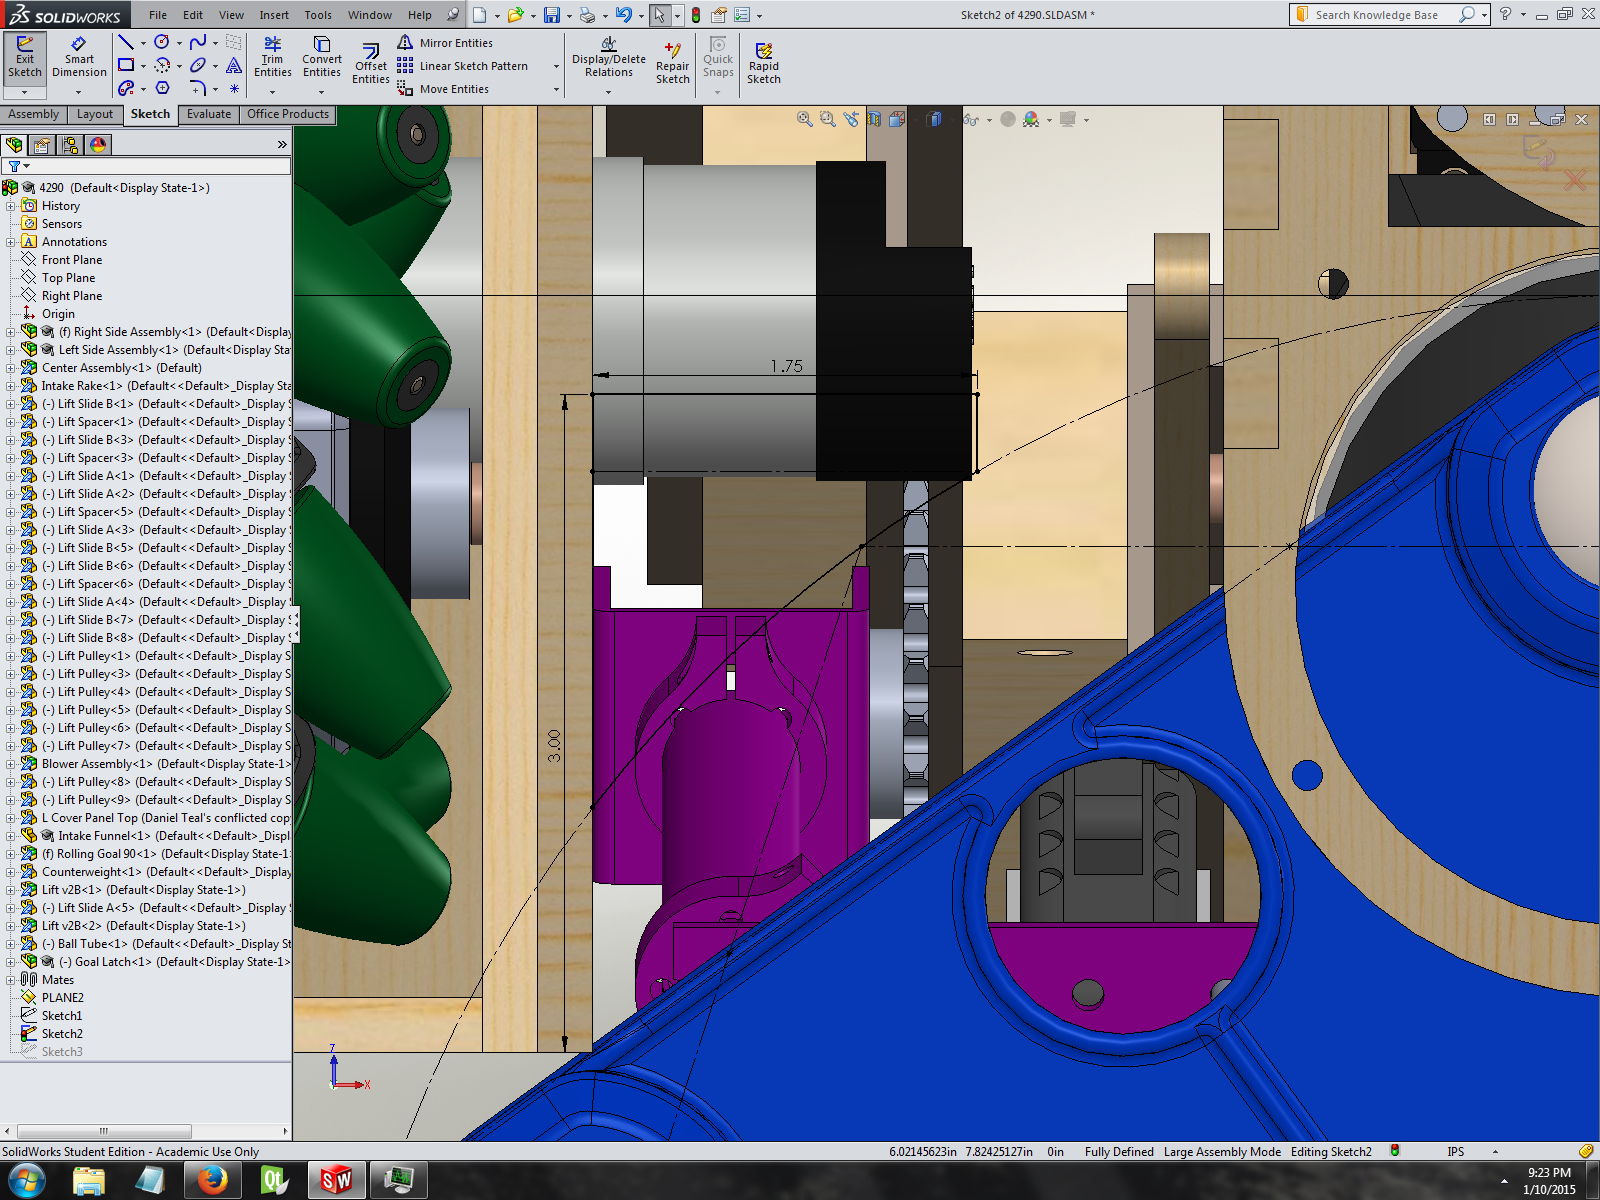 SOLIDWORKS File Edit View Insert Tools Window Help Sketch2 of 4290.SLDASM * Search Knowledge Base
Exit Sketch
Smart Dimension
Trim Entities
Convert Entities
Offset Entities
Mirror Entities
Linear Sketch Pattern
Move Entities
Display/Delete Relations
Repair Sketch
Quick Snaps
Rapid Sketch
Assembly Layout Sketch Evaluate Office Products
4290 (Default<Display State-1>)
History
Sensors
Annotations
Front Plane
Top Plane
Right Plane
Origin
(f) Right Side Assembly<1> (Default<Display
Left Side Assembly<1> (Default<Display Sta
Center Assembly<1> (Default)
Intake Rake<1> (Default<<Default>_Display Sta
(-) Lift Slide B<1> (Default<<Default>_Display S
(-) Lift Spacer<1> (Default<<Default>_Display S
(-) Lift Slide B<3> (Default<<Default>_Display S
(-) Lift Spacer<3> (Default<<Default>_Display S
(-) Lift Slide A<1> (Default<<Default>_Display S
(-) Lift Slide A<2> (Default<<Default>_Display S
(-) Lift Spacer<5> (Default<<Default>_Display S
(-) Lift Slide A<3> (Default<<Default>_Display S
(-) Lift Slide B<5> (Default<<Default>_Display S
(-) Lift Slide B<6> (Default<<Default>_Display S
(-) Lift Spacer<6> (Default<<Default>_Display S
(-) Lift Slide A<4> (Default<<Default>_Display S
(-) Lift Slide B<7> (Default<<Default>_Display S
(-) Lift Slide B<8> (Default<<Default>_Display S
(-) Lift Pulley<1> (Default<<Default>_Display S
(-) Lift Pulley<3> (Default<<Default>_Display S
(-) Lift Pulley<4> (Default<<Default>_Display S
(-) Lift Pulley<5> (Default<<Default>_Display S
(-) Lift Pulley<6> (Default<<Default>_Display S
(-) Lift Pulley<7> (Default<<Default>_Display S
Blower Assembly<1> (Default<Display State-1>
(-) Lift Pulley<8> (Default<<Default>_Display S
(-) Lift Pulley<9> (Default<<Default>_Display S
L Cover Panel Top (Daniel Teal's conflicted cop
Intake Funnel<1> (Default<<Default>_Displ
(f) Rolling Goal 90<1> (Default<Display State-1
Counterweight<1> (Default<<Default>_Display
Lift v2B<1> (Default<Display State-1>)
(-) Lift Slide A<5> (Default<<Default>_Display S
Lift v2B<2> (Default<Display State-1>)
(-) Ball Tube<1> (Default<<Default>_Display St
(-) Goal Latch<1> (Default<Display State-1>
Mates
PLANE2
Sketch1
Sketch2
Sketch3
1.75
3.00
Z
X
SolidWorks Student Edition - Academic Use Only 6.02145623in 7.82425127in 0in Fully Defined Large Assembly Mode Editing Sketch2 IPS
9:23 PM
1/10/2015